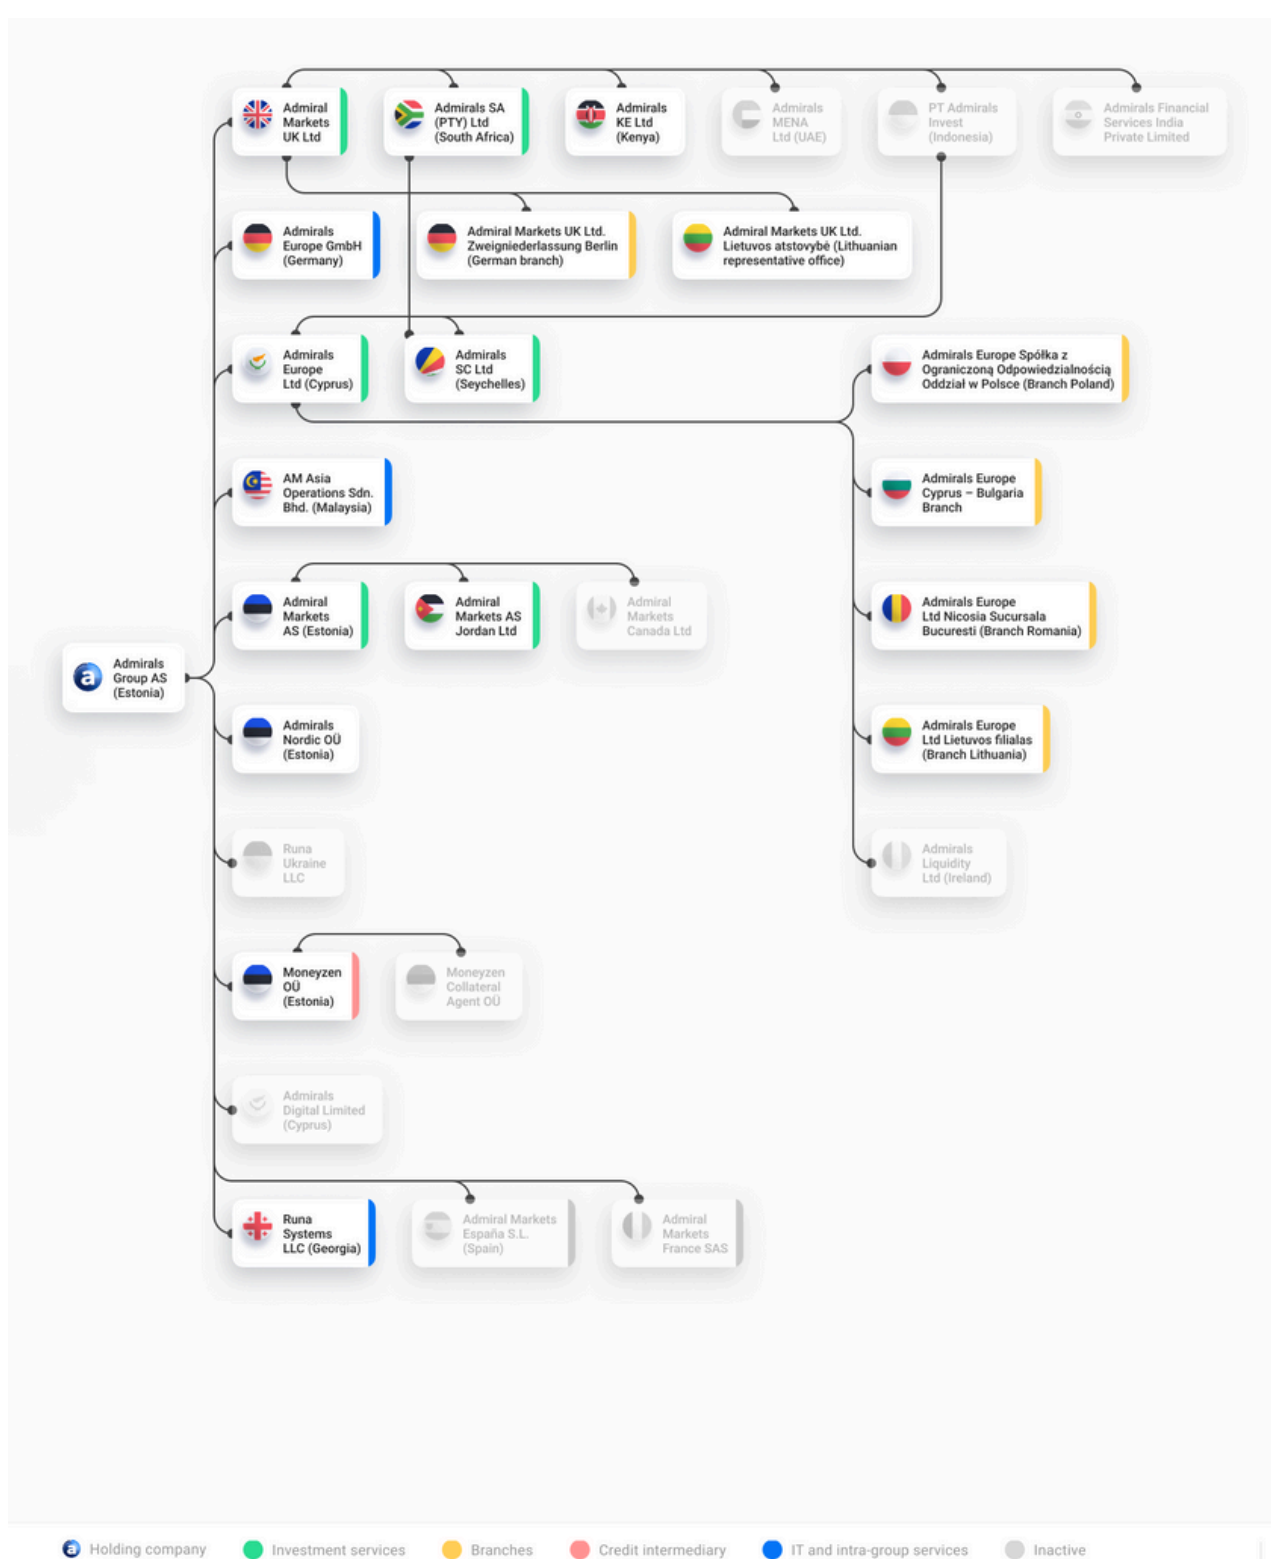 Admiral
Markets
UK Ltd
Admirals SA
(PTY) Ltd
(South Africa)
Admirals
KE Ltd
(Kenya)
Admirals
MENA
Ltd (UAE)
PT Admirals
Invest
(Indonesia)
Admirals Financial
Services India
Private Limited
Admirals
Europe GmbH
(Germany)
Admiral Markets UK Ltd.
Zweigniederlassung Berlin
(German branch)
Admiral Markets UK Ltd.
Lietuvos atstovybė (Lithuanian
representative office)
Admirals
Europe
Ltd (Cyprus)
Admirals
SC Ltd
(Seychelles)
Admirals Europe Spółka z
Ograniczoną Odpowiedzialnością
Oddział w Polsce (Branch Poland)
AM Asia
Operations Sdn.
Bhd. (Malaysia)
Admirals Europe
Cyprus – Bulgaria
Branch
Admiral
Markets
AS (Estonia)
Admiral
Markets AS
Jordan Ltd
Admiral
Markets
Canada Ltd
Admirals Europe
Ltd Nicosia Sucursala
Bucuresti (Branch Romania)
a
Admirals
Group AS
(Estonia)
Admirals
Nordic OÜ
(Estonia)
Admirals Europe
Ltd Lietuvos filialas
(Branch Lithuania)
Runa
Ukraine
LLC
Admirals
Liquidity
Ltd (Ireland)
Moneyzen
OÜ
(Estonia)
Moneyzen
Collateral
Agent OÜ
Admirals
Digital Limited
(Cyprus)
Runa
Systems
LLC (Georgia)
Admiral Markets
España S.L.
(Spain)
Admiral
Markets
France SAS
a Holding company
Investment services
Branches
Credit intermediary
IT and intra-group services
Inactive